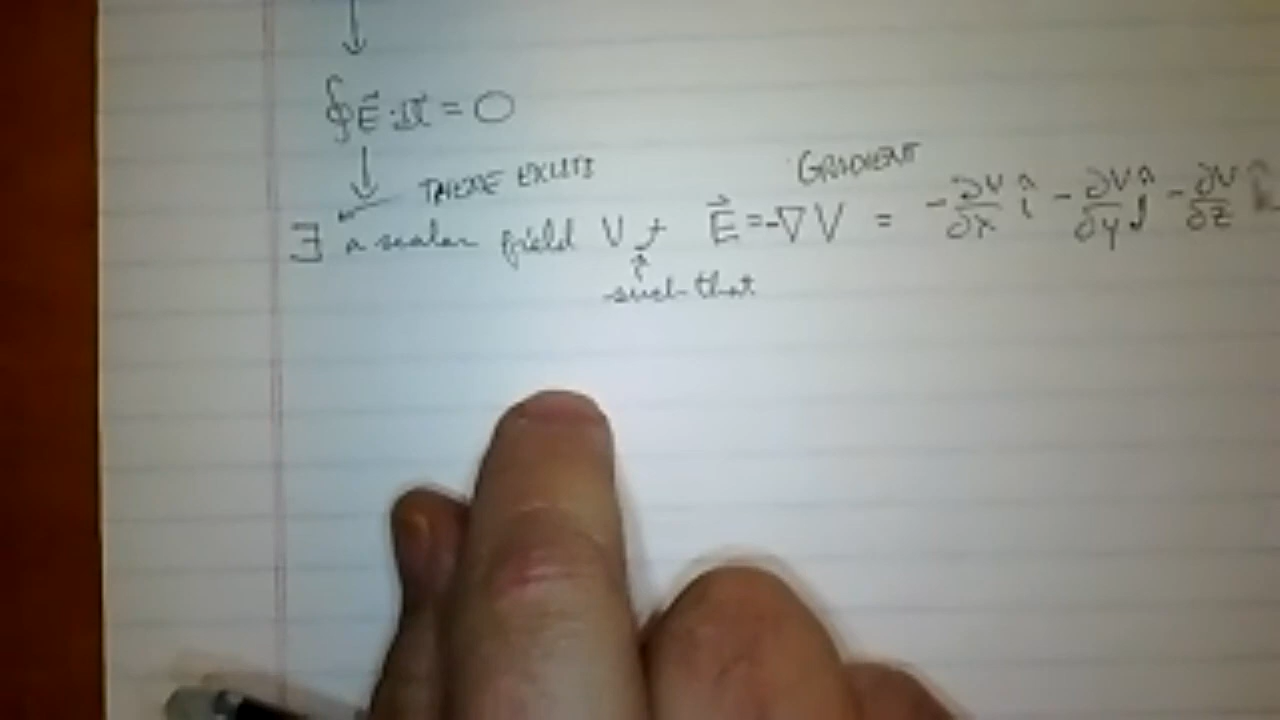 ∮E⃗·dl⃗ = 0
THERE EXISTS
GRADIENT
∃ a scalar field V ∋ E⃗ = -∇V = -∂V/∂x î - ∂V/∂y ĵ - ∂V/∂z k̂
such that